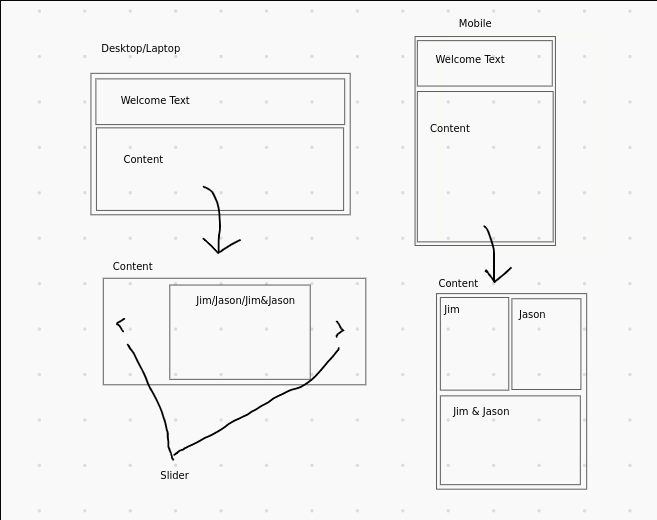 Desktop/Laptop
Welcome Text
Content
Content
Jim/Jason/Jim&Jason
Slider
Mobile
Welcome Text
Content
Content
Jim
Jason
Jim & Jason